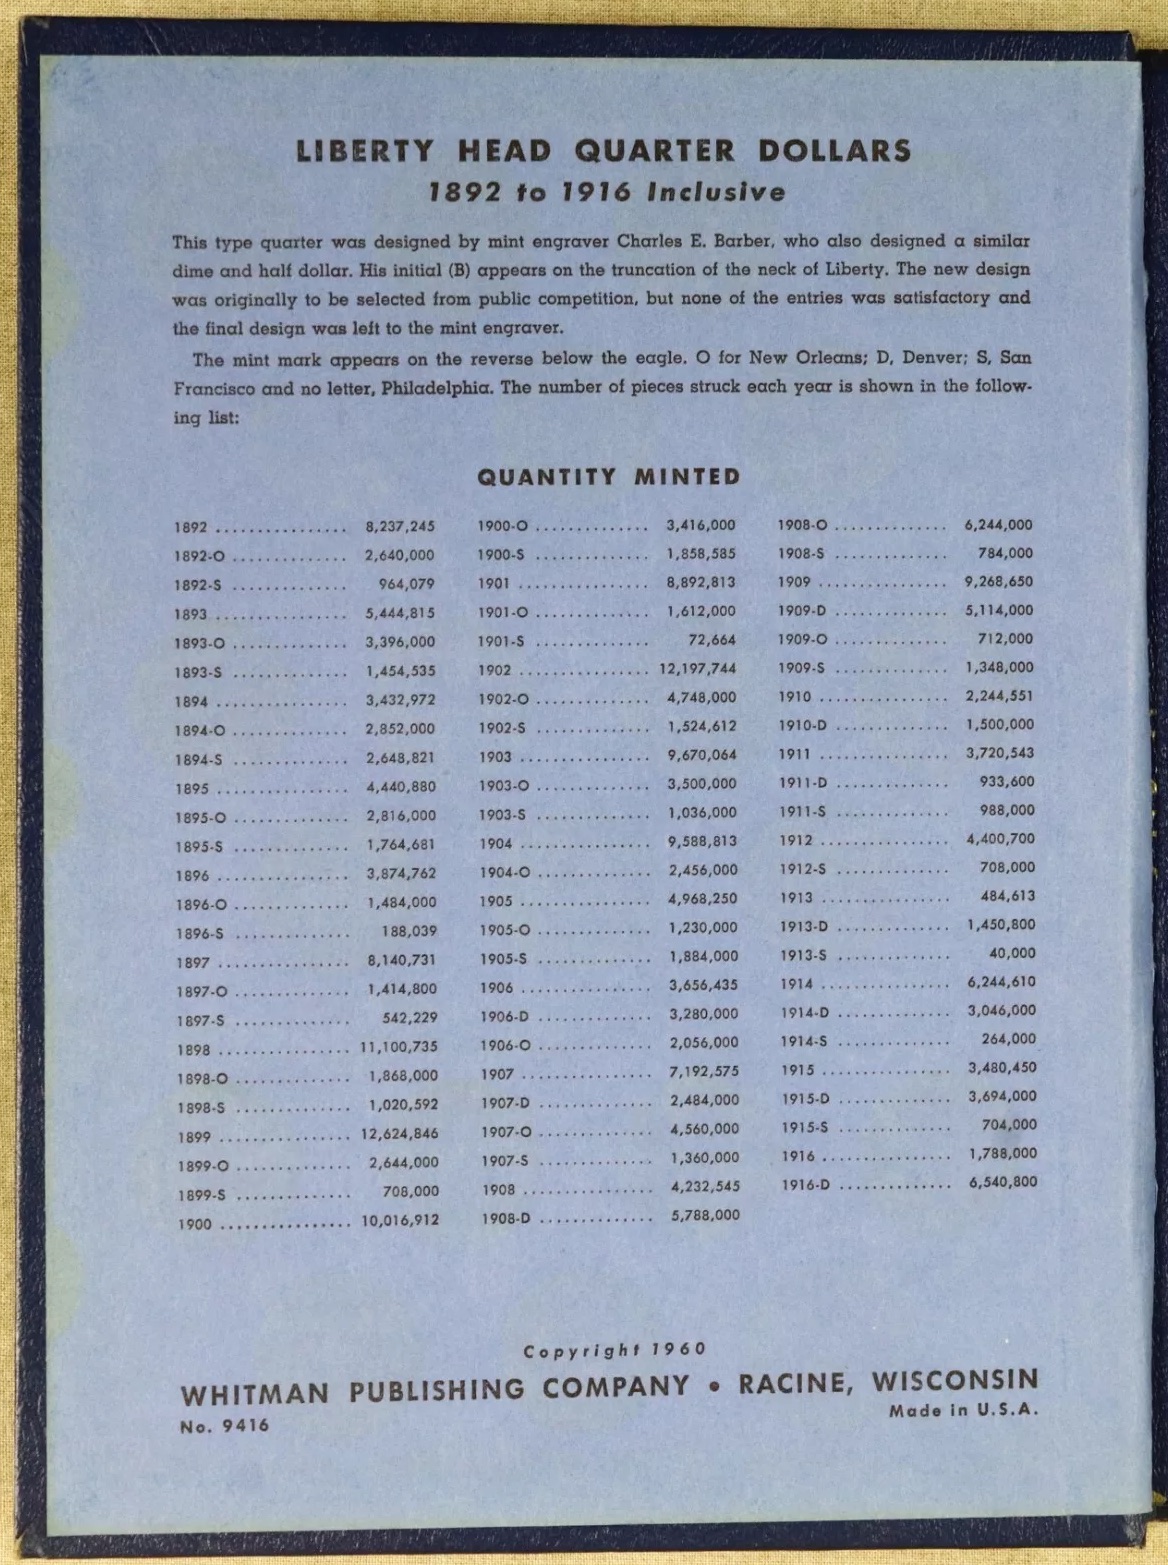 LIBERTY HEAD QUARTER DOLLARS
1892 to 1916 Inclusive
This type quarter was designed by mint engraver Charles E. Barber, who also designed a similar
dime and half dollar. His initial (B) appears on the truncation of the neck of Liberty. The new design
was originally to be selected from public competition, but none of the entries was satisfactory and
the final design was left to the mint engraver.
The mint mark appears on the reverse below the eagle. O for New Orleans; D, Denver; S, San
Francisco and no letter, Philadelphia. The number of pieces struck each year is shown in the follow-
ing list:
QUANTITY MINTED
1892 ................ 8,237,245
1892-O .............. 2,640,000
1892-S .............. 964,079
1893 ................ 5,444,815
1893-O .............. 3,396,000
1893-S .............. 1,454,535
1894 ................ 3,432,972
1894-O .............. 2,852,000
1894-S .............. 2,648,821
1895 ................ 4,440,880
1895-O .............. 2,816,000
1895-S .............. 1,764,681
1896 ................ 3,874,762
1896-O .............. 1,484,000
1896-S .............. 188,039
1897 ................ 8,140,731
1897-O .............. 1,414,800
1897-S .............. 542,229
1898 ................ 11,100,735
1898-O .............. 1,868,000
1898-S .............. 1,020,592
1899 ................ 12,624,846
1899-O .............. 2,644,000
1899-S .............. 708,000
1900 ................ 10,016,912
1900-O .............. 3,416,000
1900-S .............. 1,858,585
1901 ................ 8,892,813
1901-O .............. 1,612,000
1901-S .............. 72,664
1902 ................ 12,197,744
1902-O .............. 4,748,000
1902-S .............. 1,524,612
1903 ................ 9,670,064
1903-O .............. 3,500,000
1903-S .............. 1,036,000
1904 ................ 9,588,813
1904-O .............. 2,456,000
1905 ................ 4,968,250
1905-O .............. 1,230,000
1905-S .............. 1,884,000
1906 ................ 3,656,435
1906-D .............. 3,280,000
1906-O .............. 2,056,000
1907 ................ 7,192,575
1907-D .............. 2,484,000
1907-O .............. 4,560,000
1907-S .............. 1,360,000
1908 ................ 4,232,545
1908-D .............. 5,788,000
1908-O .............. 6,244,000
1908-S .............. 784,000
1909 ................ 9,268,650
1909-D .............. 5,114,000
1909-O .............. 712,000
1909-S .............. 1,348,000
1910 ................ 2,244,551
1910-D .............. 1,500,000
1911 ................ 3,720,543
1911-D .............. 933,600
1911-S .............. 988,000
1912 ................ 4,400,700
1912-S .............. 708,000
1913 ................ 484,613
1913-D .............. 1,450,800
1913-S .............. 40,000
1914 ................ 6,244,610
1914-D .............. 3,046,000
1914-S .............. 264,000
1915 ................ 3,480,450
1915-D .............. 3,694,000
1915-S .............. 704,000
1916 ................ 1,788,000
1916-D .............. 6,540,800
Copyright 1960
WHITMAN PUBLISHING COMPANY • RACINE, WISCONSIN
No. 9416
Made in U.S.A.